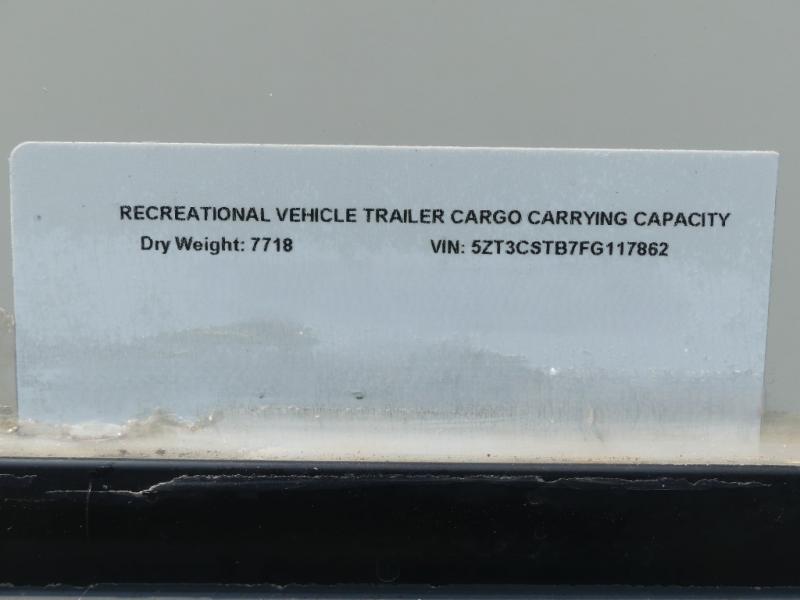 RECREATIONAL VEHICLE TRAILER CARGO CARRYING CAPACITY
Dry Weight: 7718 VIN: 5ZT3CSTB7FG117862